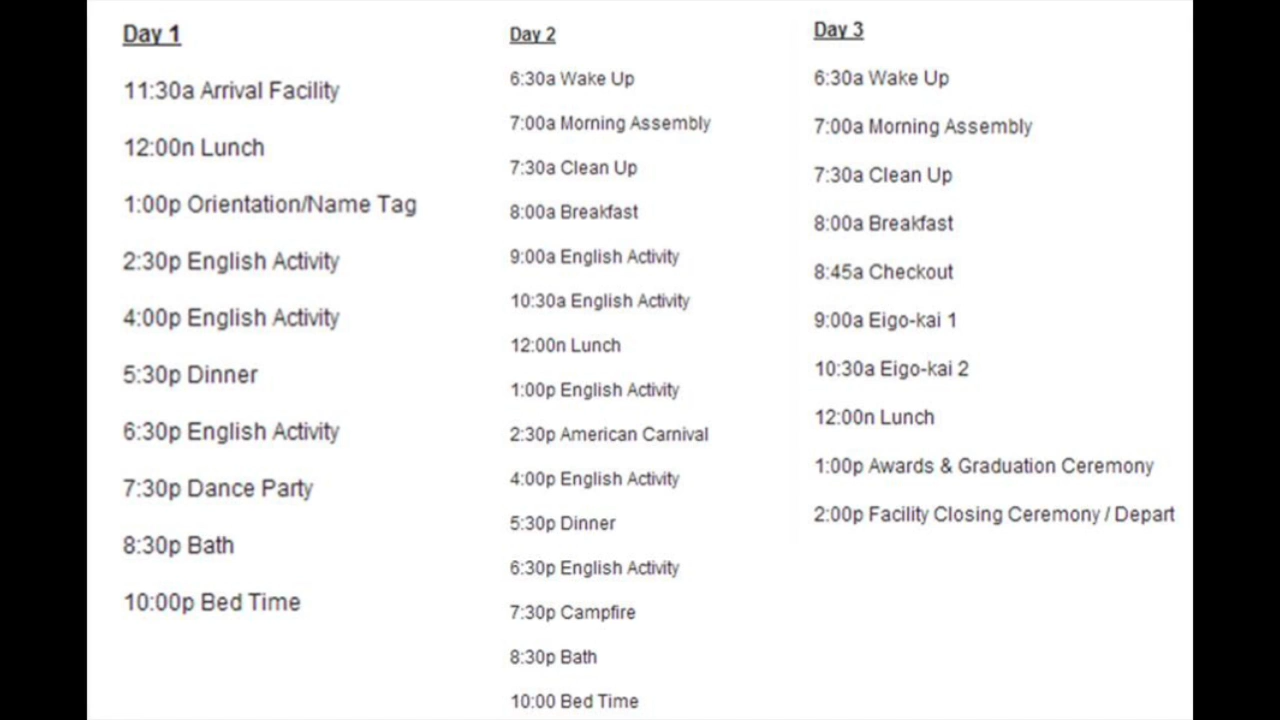 Day 1
11:30a Arrival Facility
12:00n Lunch
1:00p Orientation/Name Tag
2:30p English Activity
4:00p English Activity
5:30p Dinner
6:30p English Activity
7:30p Dance Party
8:30p Bath
10:00p Bed Time
Day 2
6:30a Wake Up
7:00a Morning Assembly
7:30a Clean Up
8:00a Breakfast
9:00a English Activity
10:30a English Activity
12:00n Lunch
1:00p English Activity
2:30p American Carnival
4:00p English Activity
5:30p Dinner
6:30p English Activity
7:30p Campfire
8:30p Bath
10:00 Bed Time
Day 3
6:30a Wake Up
7:00a Morning Assembly
7:30a Clean Up
8:00a Breakfast
8:45a Checkout
9:00a Eigo-kai 1
10:30a Eigo-kai 2
12:00n Lunch
1:00p Awards & Graduation Ceremony
2:00p Facility Closing Ceremony / Depart